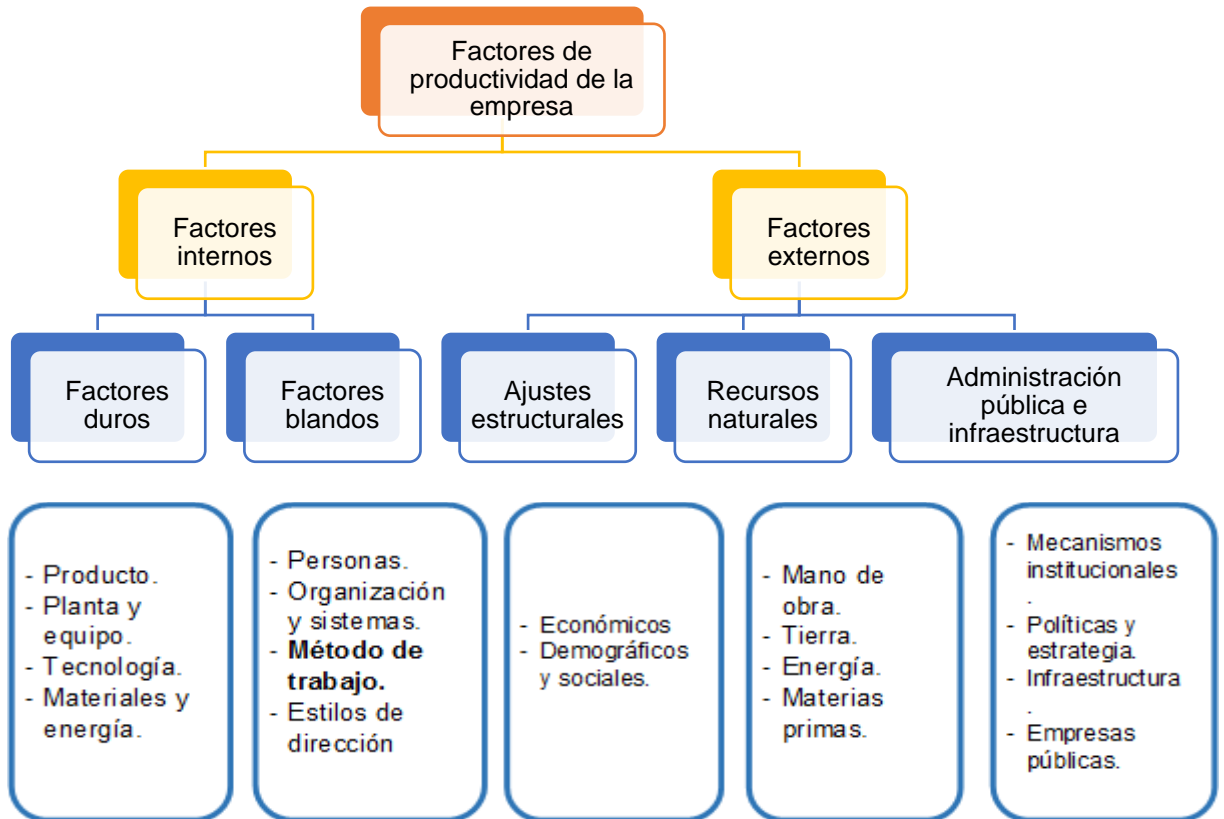 Factores de
productividad de la
empresa
Factores
internos
Factores
externos
Factores
duros
Factores
blandos
Ajustes
estructurales
Recursos
naturales
Administración
pública e
infraestructura
- Producto.
- Planta y
equipo.
- Tecnología.
- Materiales y
energía.
- Personas.
- Organización
y sistemas.
- Método de
trabajo.
- Estilos de
dirección
- Económicos
- Demográficos
y sociales.
- Mano de
obra.
- Tierra.
- Energía.
- Materias
primas.
- Mecanismos
institucionales
.
- Políticas y
estrategia.
- Infraestructura
.
- Empresas
públicas.